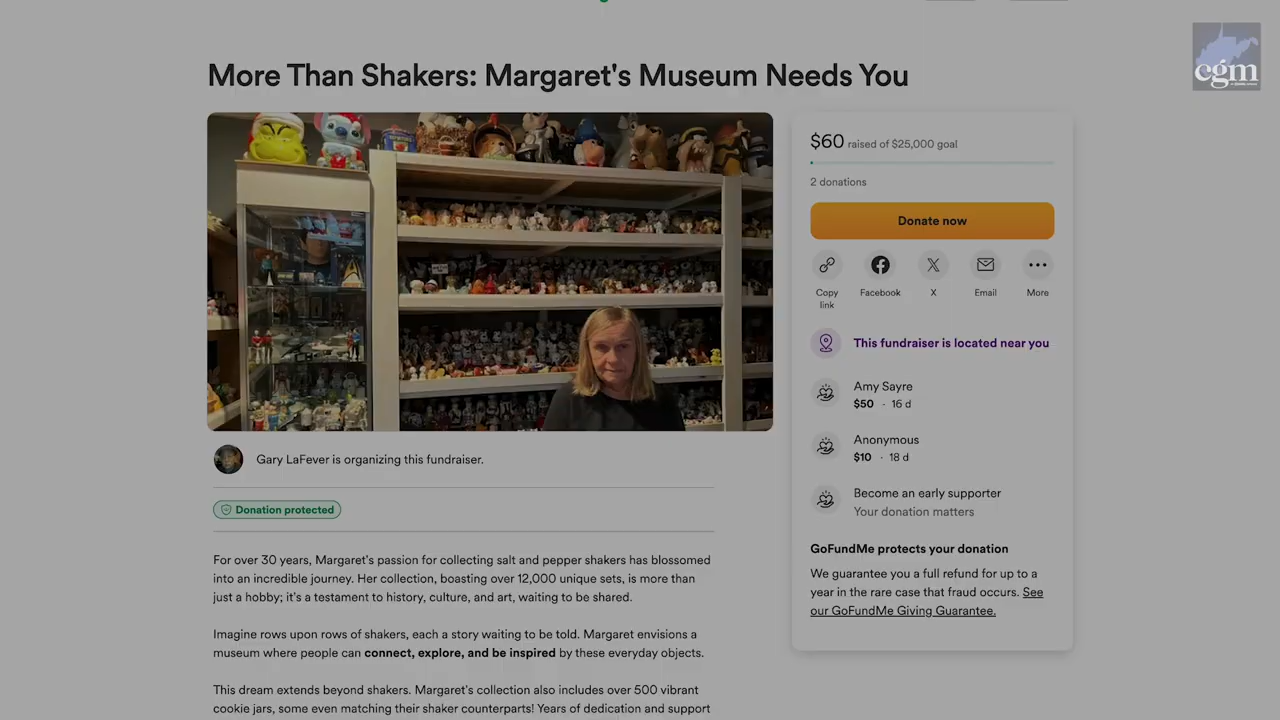 cgm
More Than Shakers: Margaret's Museum Needs You
Gary LaFever is organizing this fundraiser.
Donation protected
For over 30 years, Margaret's passion for collecting salt and pepper shakers has blossomed
into an incredible journey. Her collection, boasting over 12,000 unique sets, is more than
just a hobby; it's a testament to history, culture, and art, waiting to be shared.
Imagine rows upon rows of shakers, each a story waiting to be told. Margaret envisions a
museum where people can connect, explore, and be inspired by these everyday objects.
This dream extends beyond shakers. Margaret's collection also includes over 500 vibrant
cookie jars, some even matching their shaker counterparts! Years of dedication and support
$60 raised of $25,000 goal
2 donations
Donate now
Copy
link
Facebook
X
Email
More
This fundraiser is located near you
Amy Sayre
$50 · 16 d
Anonymous
$10 · 18 d
Become an early supporter
Your donation matters
GoFundMe protects your donation
We guarantee you a full refund for up to a
year in the rare case that fraud occurs. See
our GoFundMe Giving Guarantee.